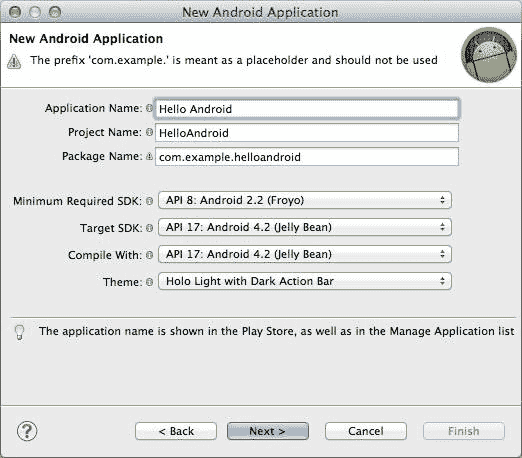 New Android Application
New Android Application
The prefix 'com.example.' is meant as a placeholder and should not be used
Application Name: Hello Android
Project Name: HelloAndroid
Package Name: com.example.helloandroid
Minimum Required SDK: API 8: Android 2.2 (Froyo)
Target SDK: API 17: Android 4.2 (Jelly Bean)
Compile With: API 17: Android 4.2 (Jelly Bean)
Theme: Holo Light with Dark Action Bar
The application name is shown in the Play Store, as well as in the Manage Application list
? < Back Next > Cancel Finish